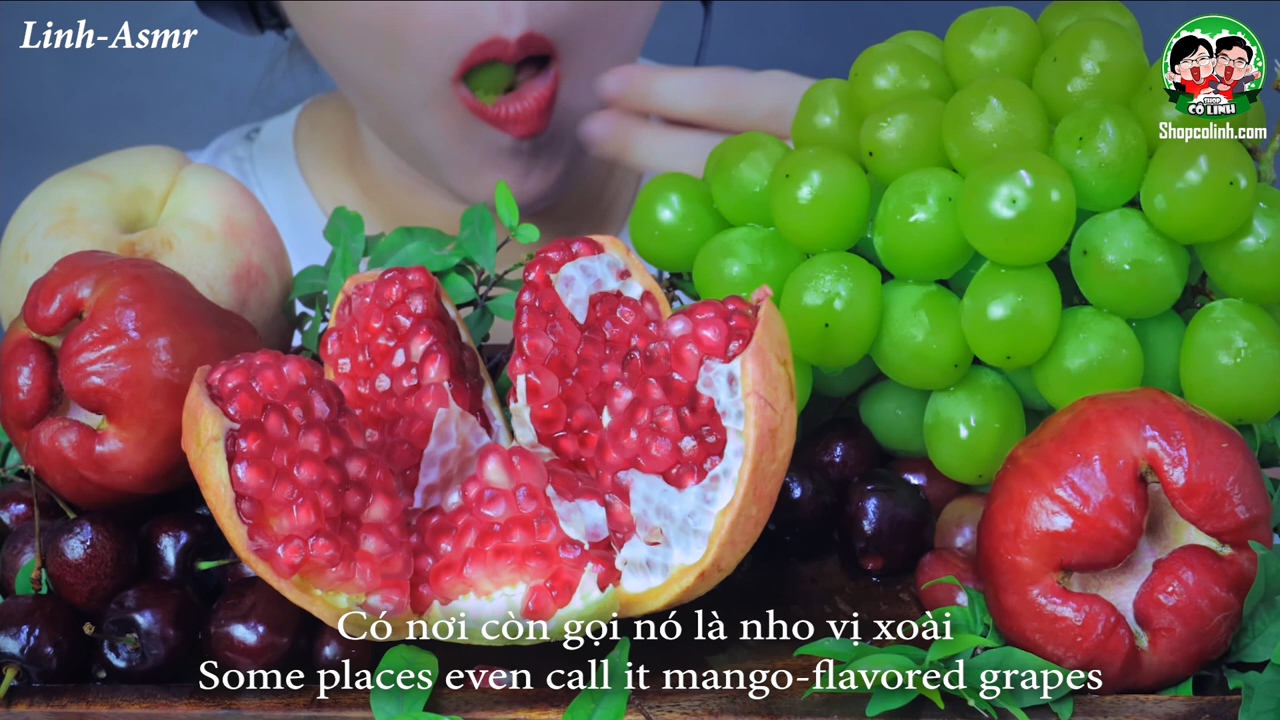 Linh-Asmr
SHOP
CÔ LINH
Shopcolinh.com
Có nơi còn gọi nó là nho vị xoài
Some places even call it mango-flavored grapes